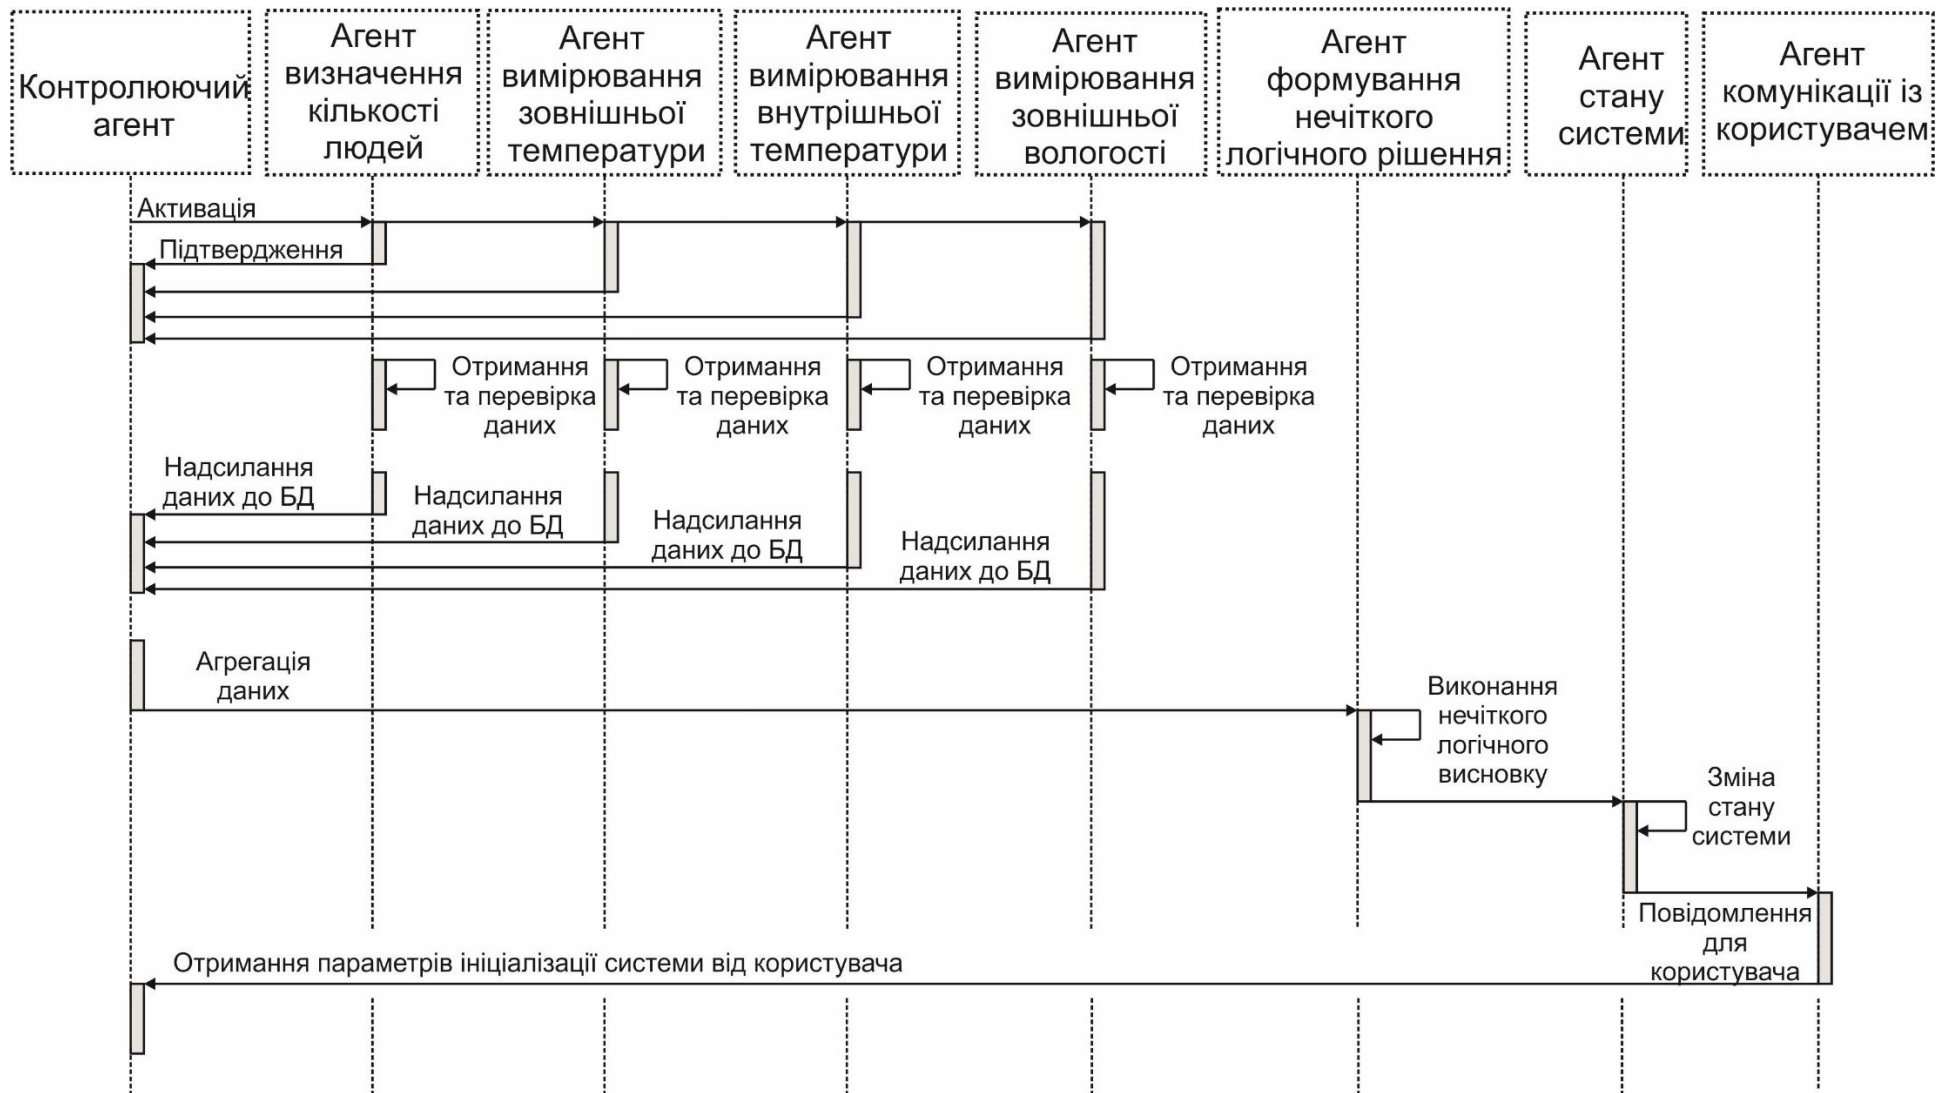 Контролюючий
агент
Агент
визначення
кількості
людей
Агент
вимірювання
зовнішньої
температури
Агент
вимірювання
внутрішньої
температури
Агент
вимірювання
зовнішньої
вологості
Агент
формування
нечіткого
логічного рішення
Агент
стану
системи
Агент
комунікації із
користувачем
Активація
Підтвердження
Отримання
та перевірка
даних
Отримання
та перевірка
даних
Отримання
та перевірка
даних
Отримання
та перевірка
даних
Надсилання
даних до БД
Надсилання
даних до БД
Надсилання
даних до БД
Надсилання
даних до БД
Агрегація
даних
Виконання
нечіткого
логічного
висновку
Зміна
стану
системи
Повідомлення
для
користувача
Отримання параметрів ініціалізації системи від користувача